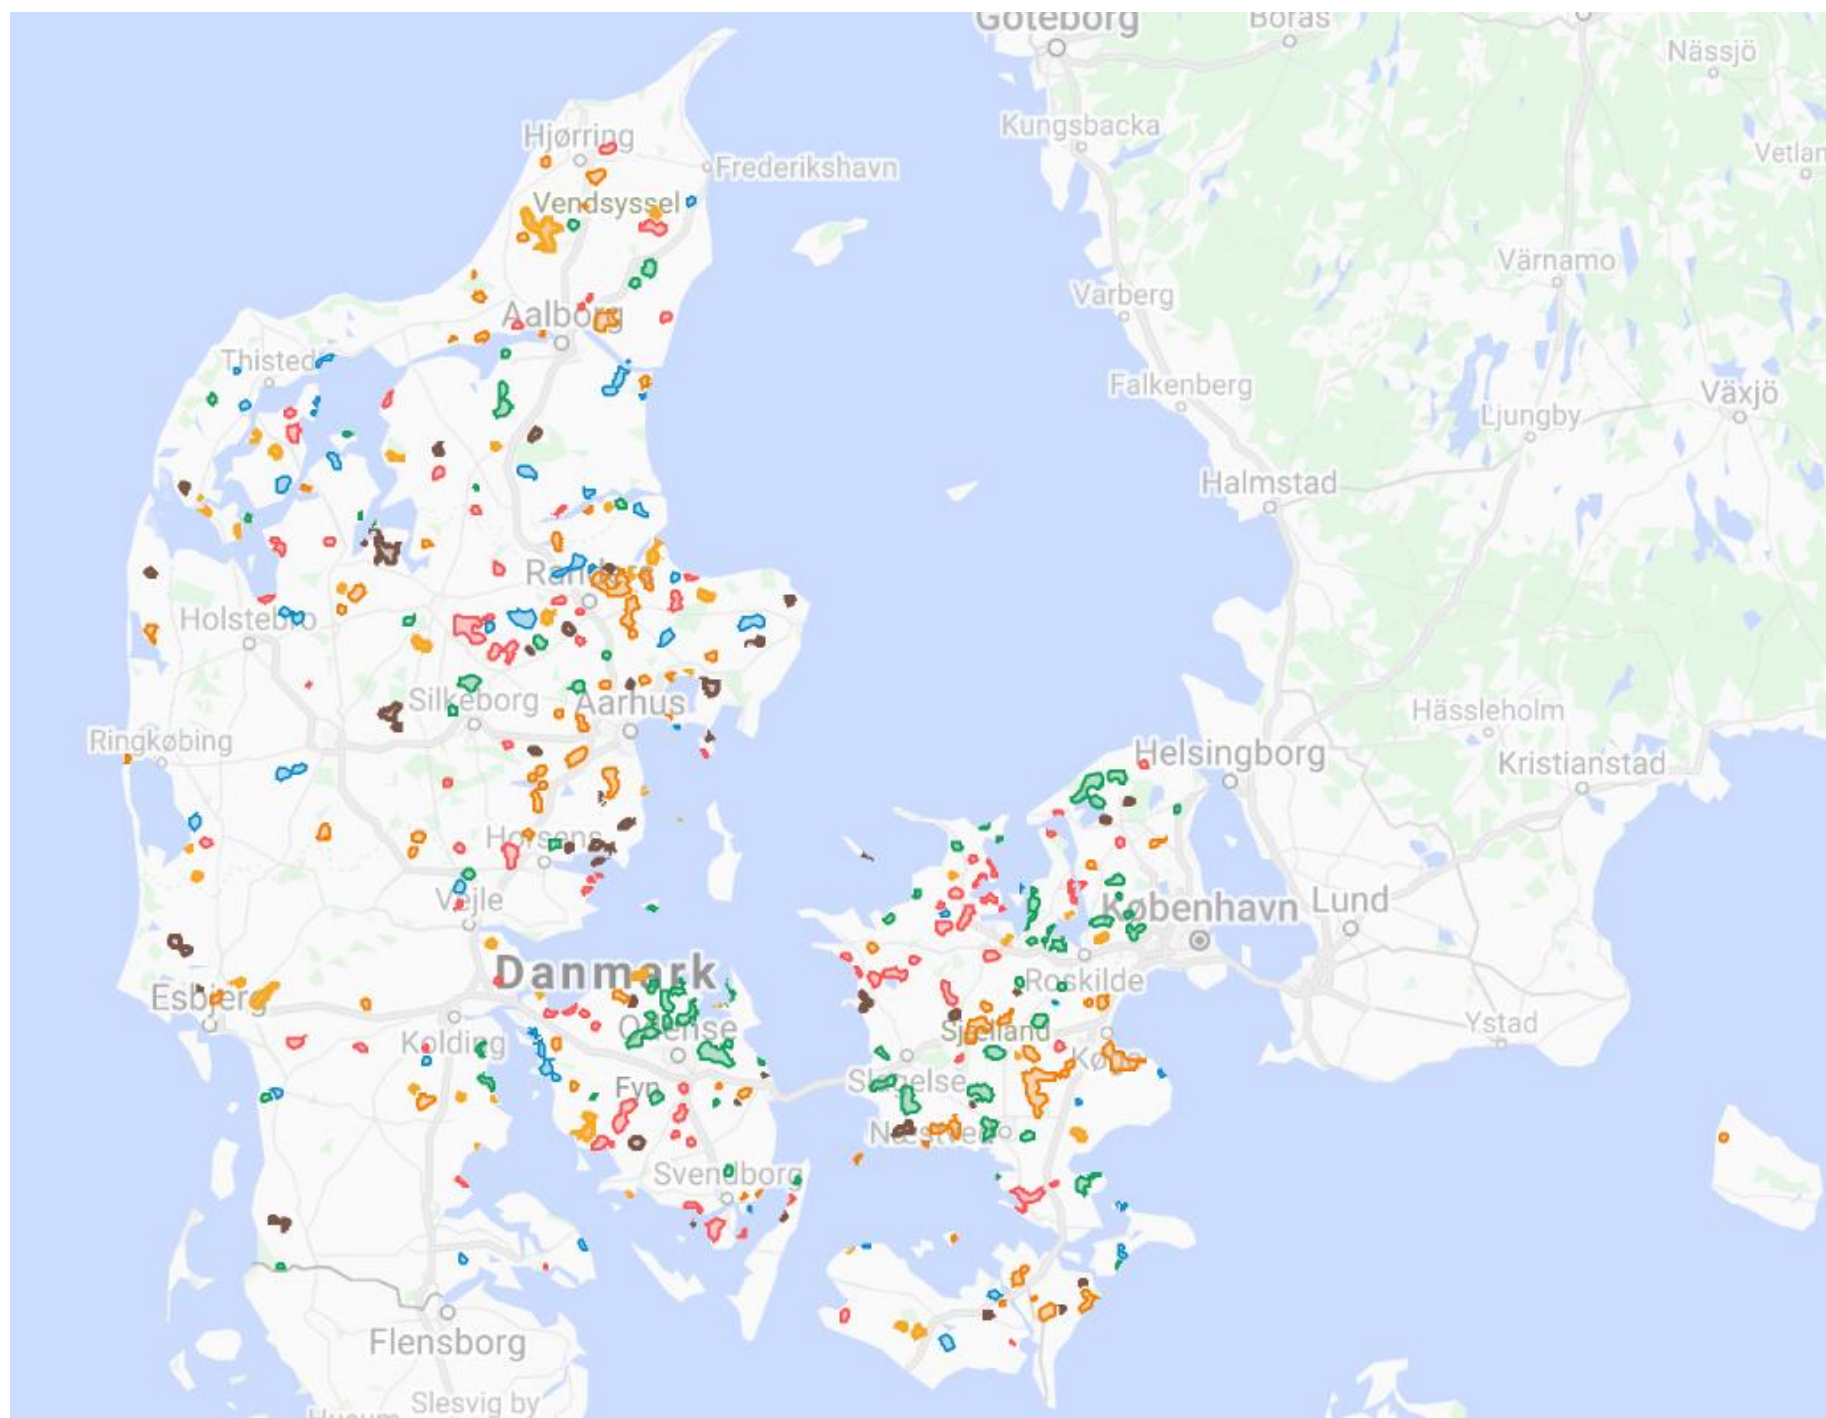 Göteborg
Borås
Nässjö
Kungsbacka
Hjørring
Frederikshavn
Vendsyssel
Värnamo
Varberg
Aalborg
Thisted
Falkenberg
Växjö
Ljungby
Halmstad
Randers
Holstebro
Silkeborg
Aarhus
Hässleholm
Ringkøbing
Helsingborg
Kristianstad
Horsens
Vejle
København
Lund
Danmark
Roskilde
Esbjerg
Odense
Sjælland
Ystad
Kolding
Køge
Slagelse
Fyn
Næstved
Svendborg
Flensborg
Slesvig by
Husum